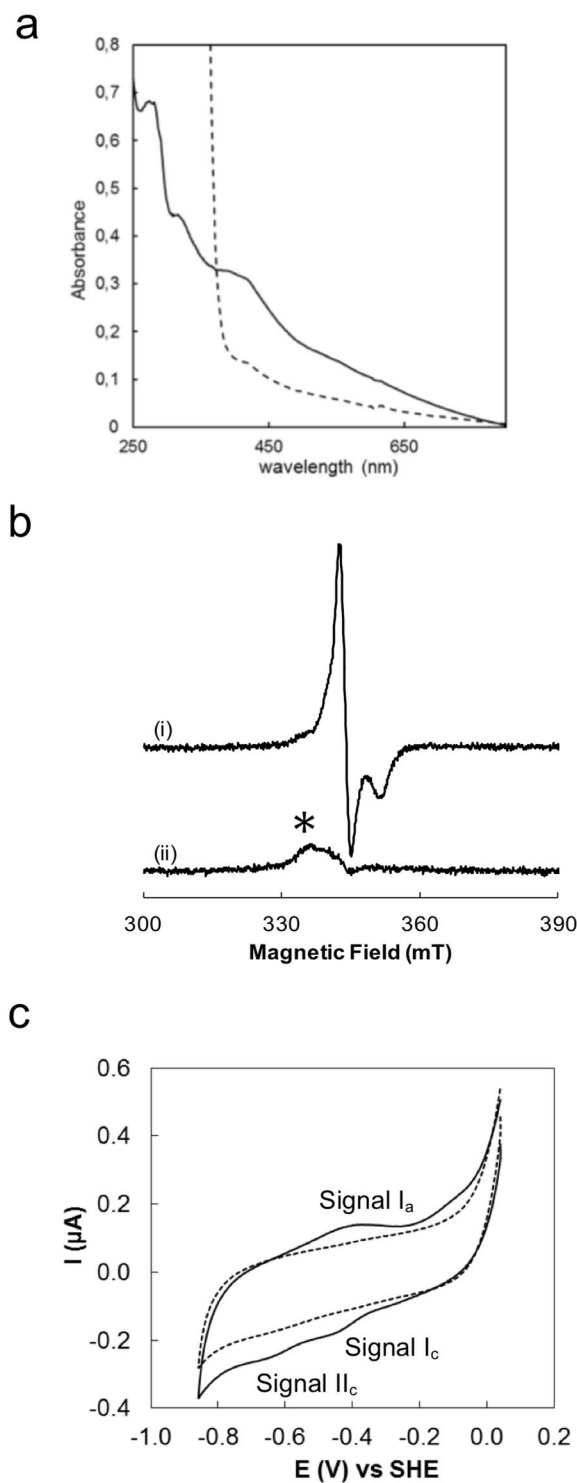 a
0,8
0,7
0,6
0,5
0,4
0,3
0,2
0,1
0
Absorbance
250 450 650
wavelength (nm)
b
(i)
*
(ii)
300 330 360 390
Magnetic Field (mT)
c
0.6
0.4
0.2
0.0
-0.2
-0.4
I (µA)
Signal Iₐ
Signal I꜀
Signal II꜀
-1.0 -0.8 -0.6 -0.4 -0.2 0.0 0.2
E (V) vs SHE